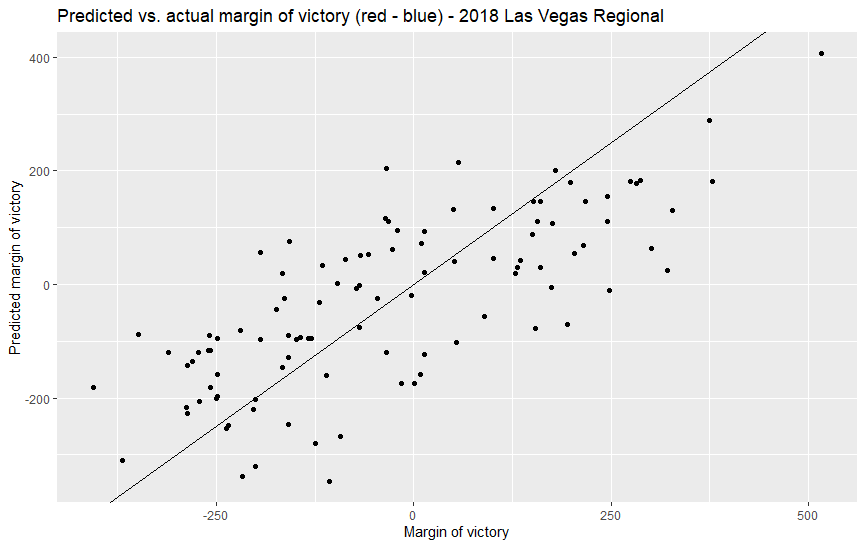 Predicted vs. actual margin of victory (red - blue) - 2018 Las Vegas Regional
400
200
0
-200
Predicted margin of victory
-250
0
250
500
Margin of victory